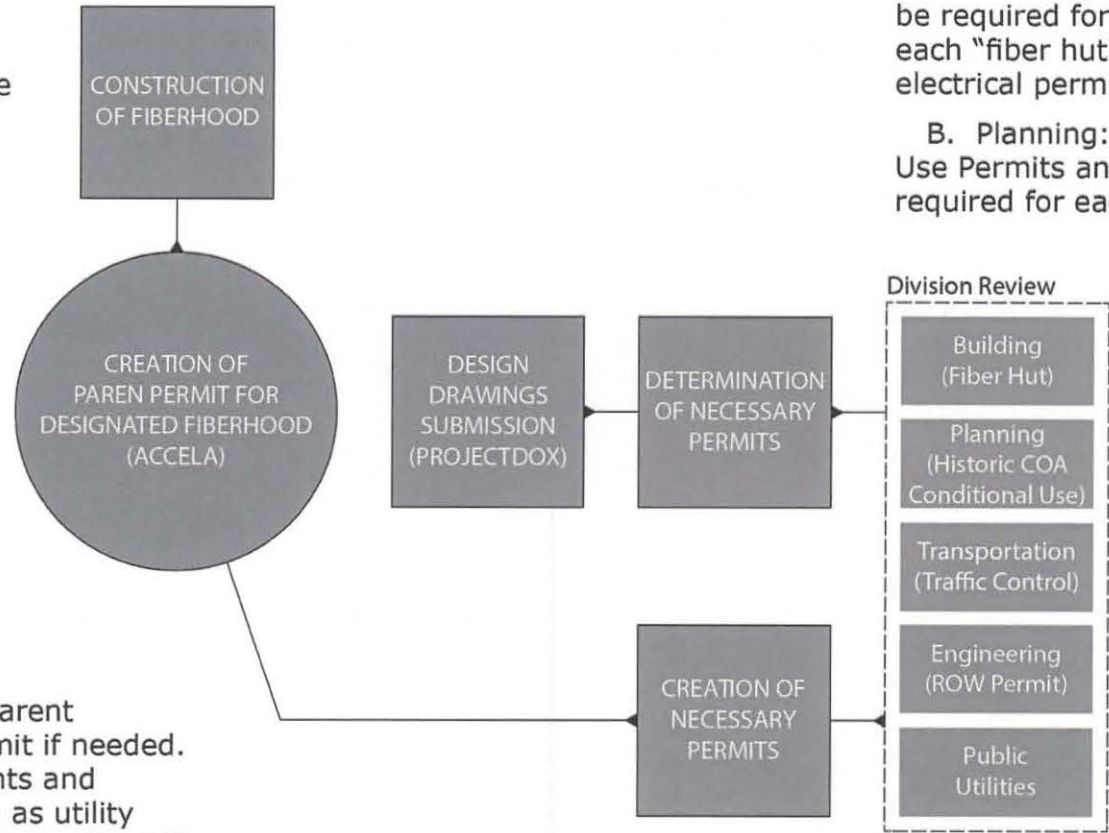 be required for
each "fiber hut
electrical perm
B. Planning:
Use Permits an
required for ea
e
CONSTRUCTION
OF FIBERHOOD
CREATION OF
PAREN PERMIT FOR
DESIGNATED FIBERHOOD
(ACCELA)
DESIGN
DRAWINGS
SUBMISSION
(PROJECTDOX)
DETERMINATION
OF NECESSARY
PERMITS
Division Review
Building
(Fiber Hut)
Planning
(Historic COA
Conditional Use)
Transportation
(Traffic Control)
Engineering
(ROW Permit)
Public
Utilities
CREATION OF
NECESSARY
PERMITS
arent
mit if needed.
nts and
as utility